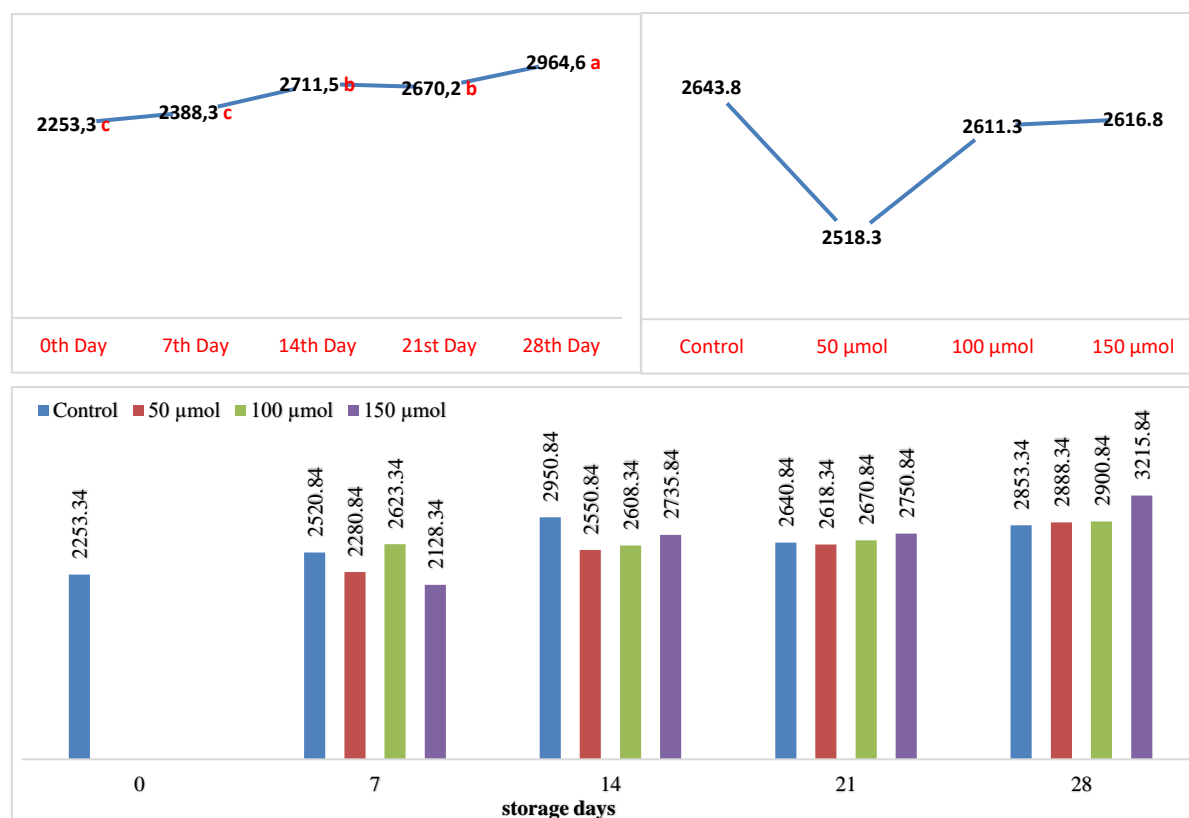 2253,3 c
2388,3 c
2711,5 b
2670,2 b
2964,6 a
0th Day 7th Day 14th Day 21st Day 28th Day
2643.8
2518.3
2611.3
2616.8
Control 50 µmol 100 µmol 150 µmol
Control 50 µmol 100 µmol 150 µmol
2253.34
2520.84
2280.84
2623.34
2128.34
2950.84
2550.84
2608.34
2735.84
2640.84
2618.34
2670.84
2750.84
2853.34
2888.34
2900.84
3215.84
0 7 14 21 28
storage days